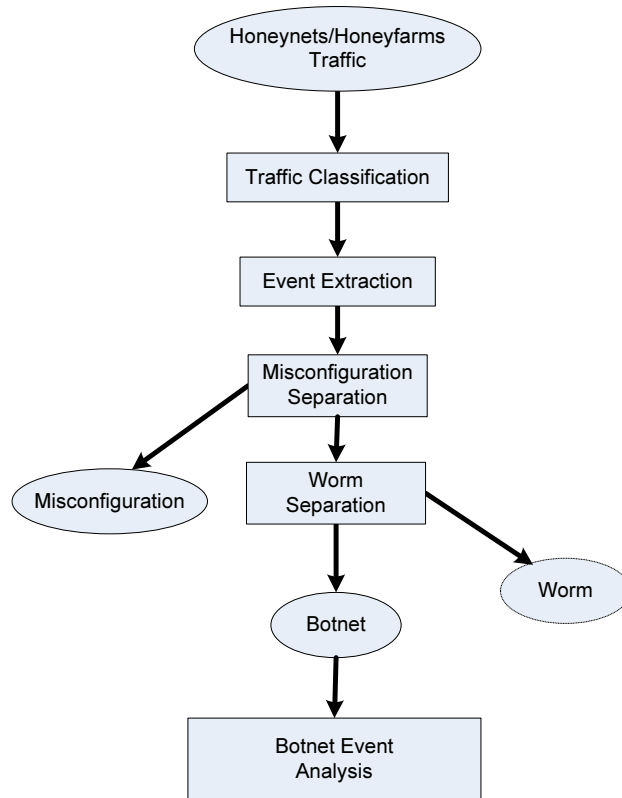 Honeynets/Honeyfarms
Traffic
Traffic Classification
Event Extraction
Misconfiguration
Separation
Misconfiguration
Worm
Separation
Worm
Botnet
Botnet Event
Analysis